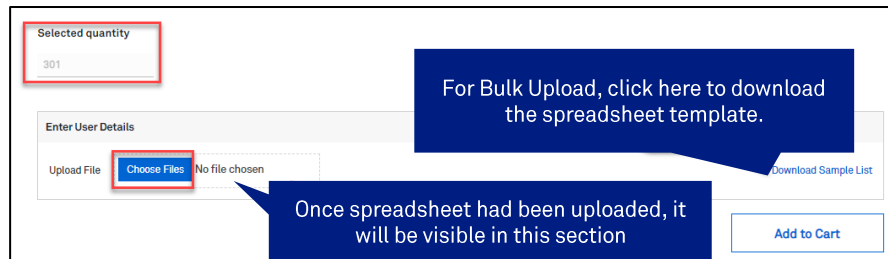 Selected quantity
301
For Bulk Upload, click here to download
the spreadsheet template.
Enter User Details
Upload File Choose Files No file chosen
Download Sample List
Once spreadsheet had been uploaded, it
will be visible in this section
Add to Cart